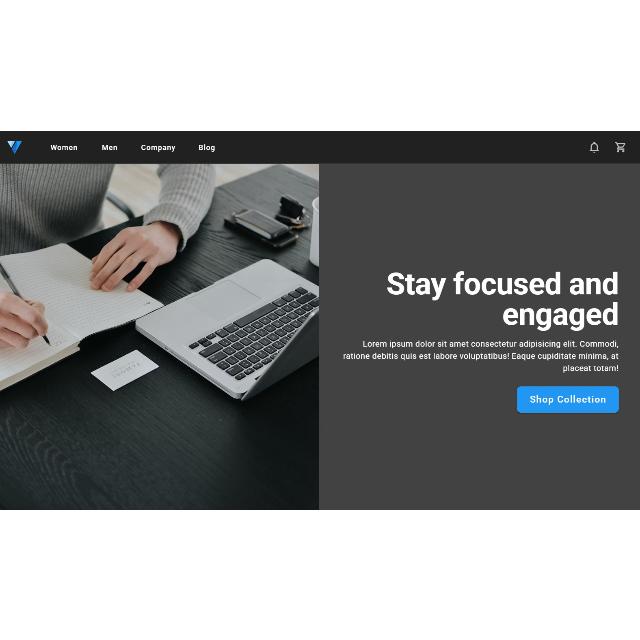 Women Men Company Blog
Stay focused and
engaged
Lorem ipsum dolor sit amet consectetur adipisicing elit. Commodi,
ratione debitis quis est labore voluptatibus! Eaque cupiditate minima, at
placeat totam!
Shop Collection